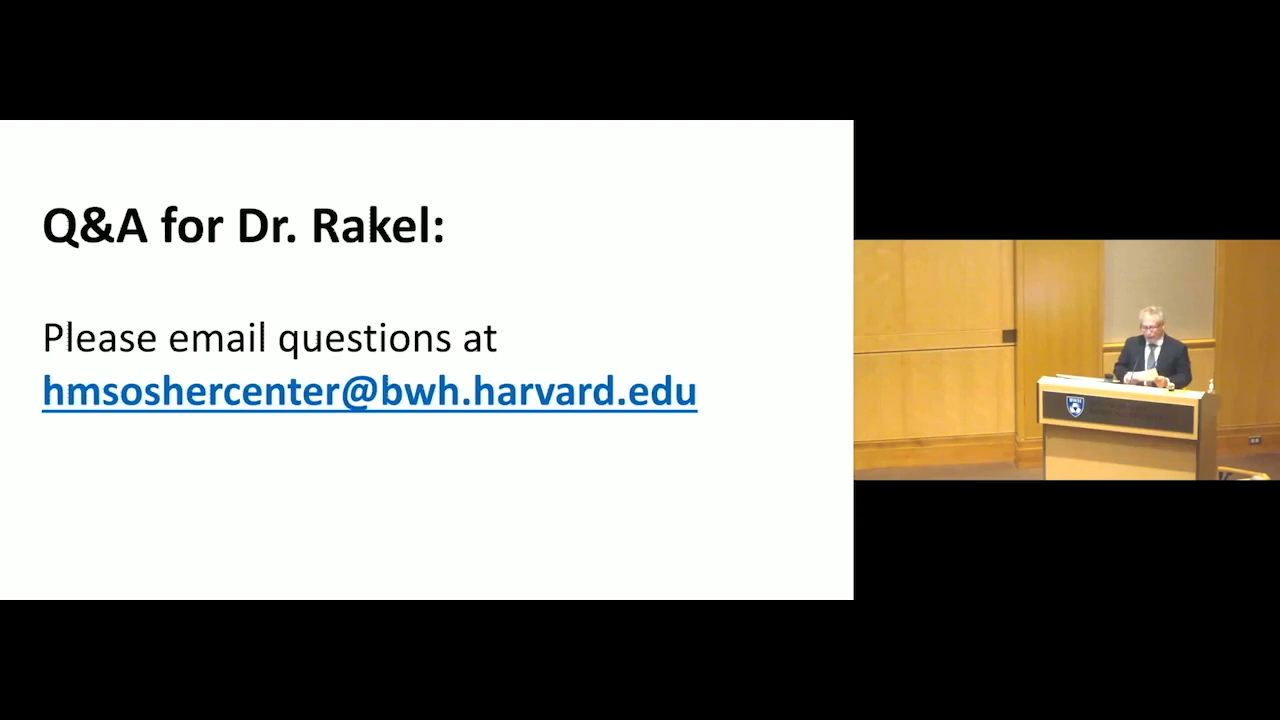 Q&A for Dr. Rakel:
Please email questions at
hmsoshercenter@bwh.harvard.edu